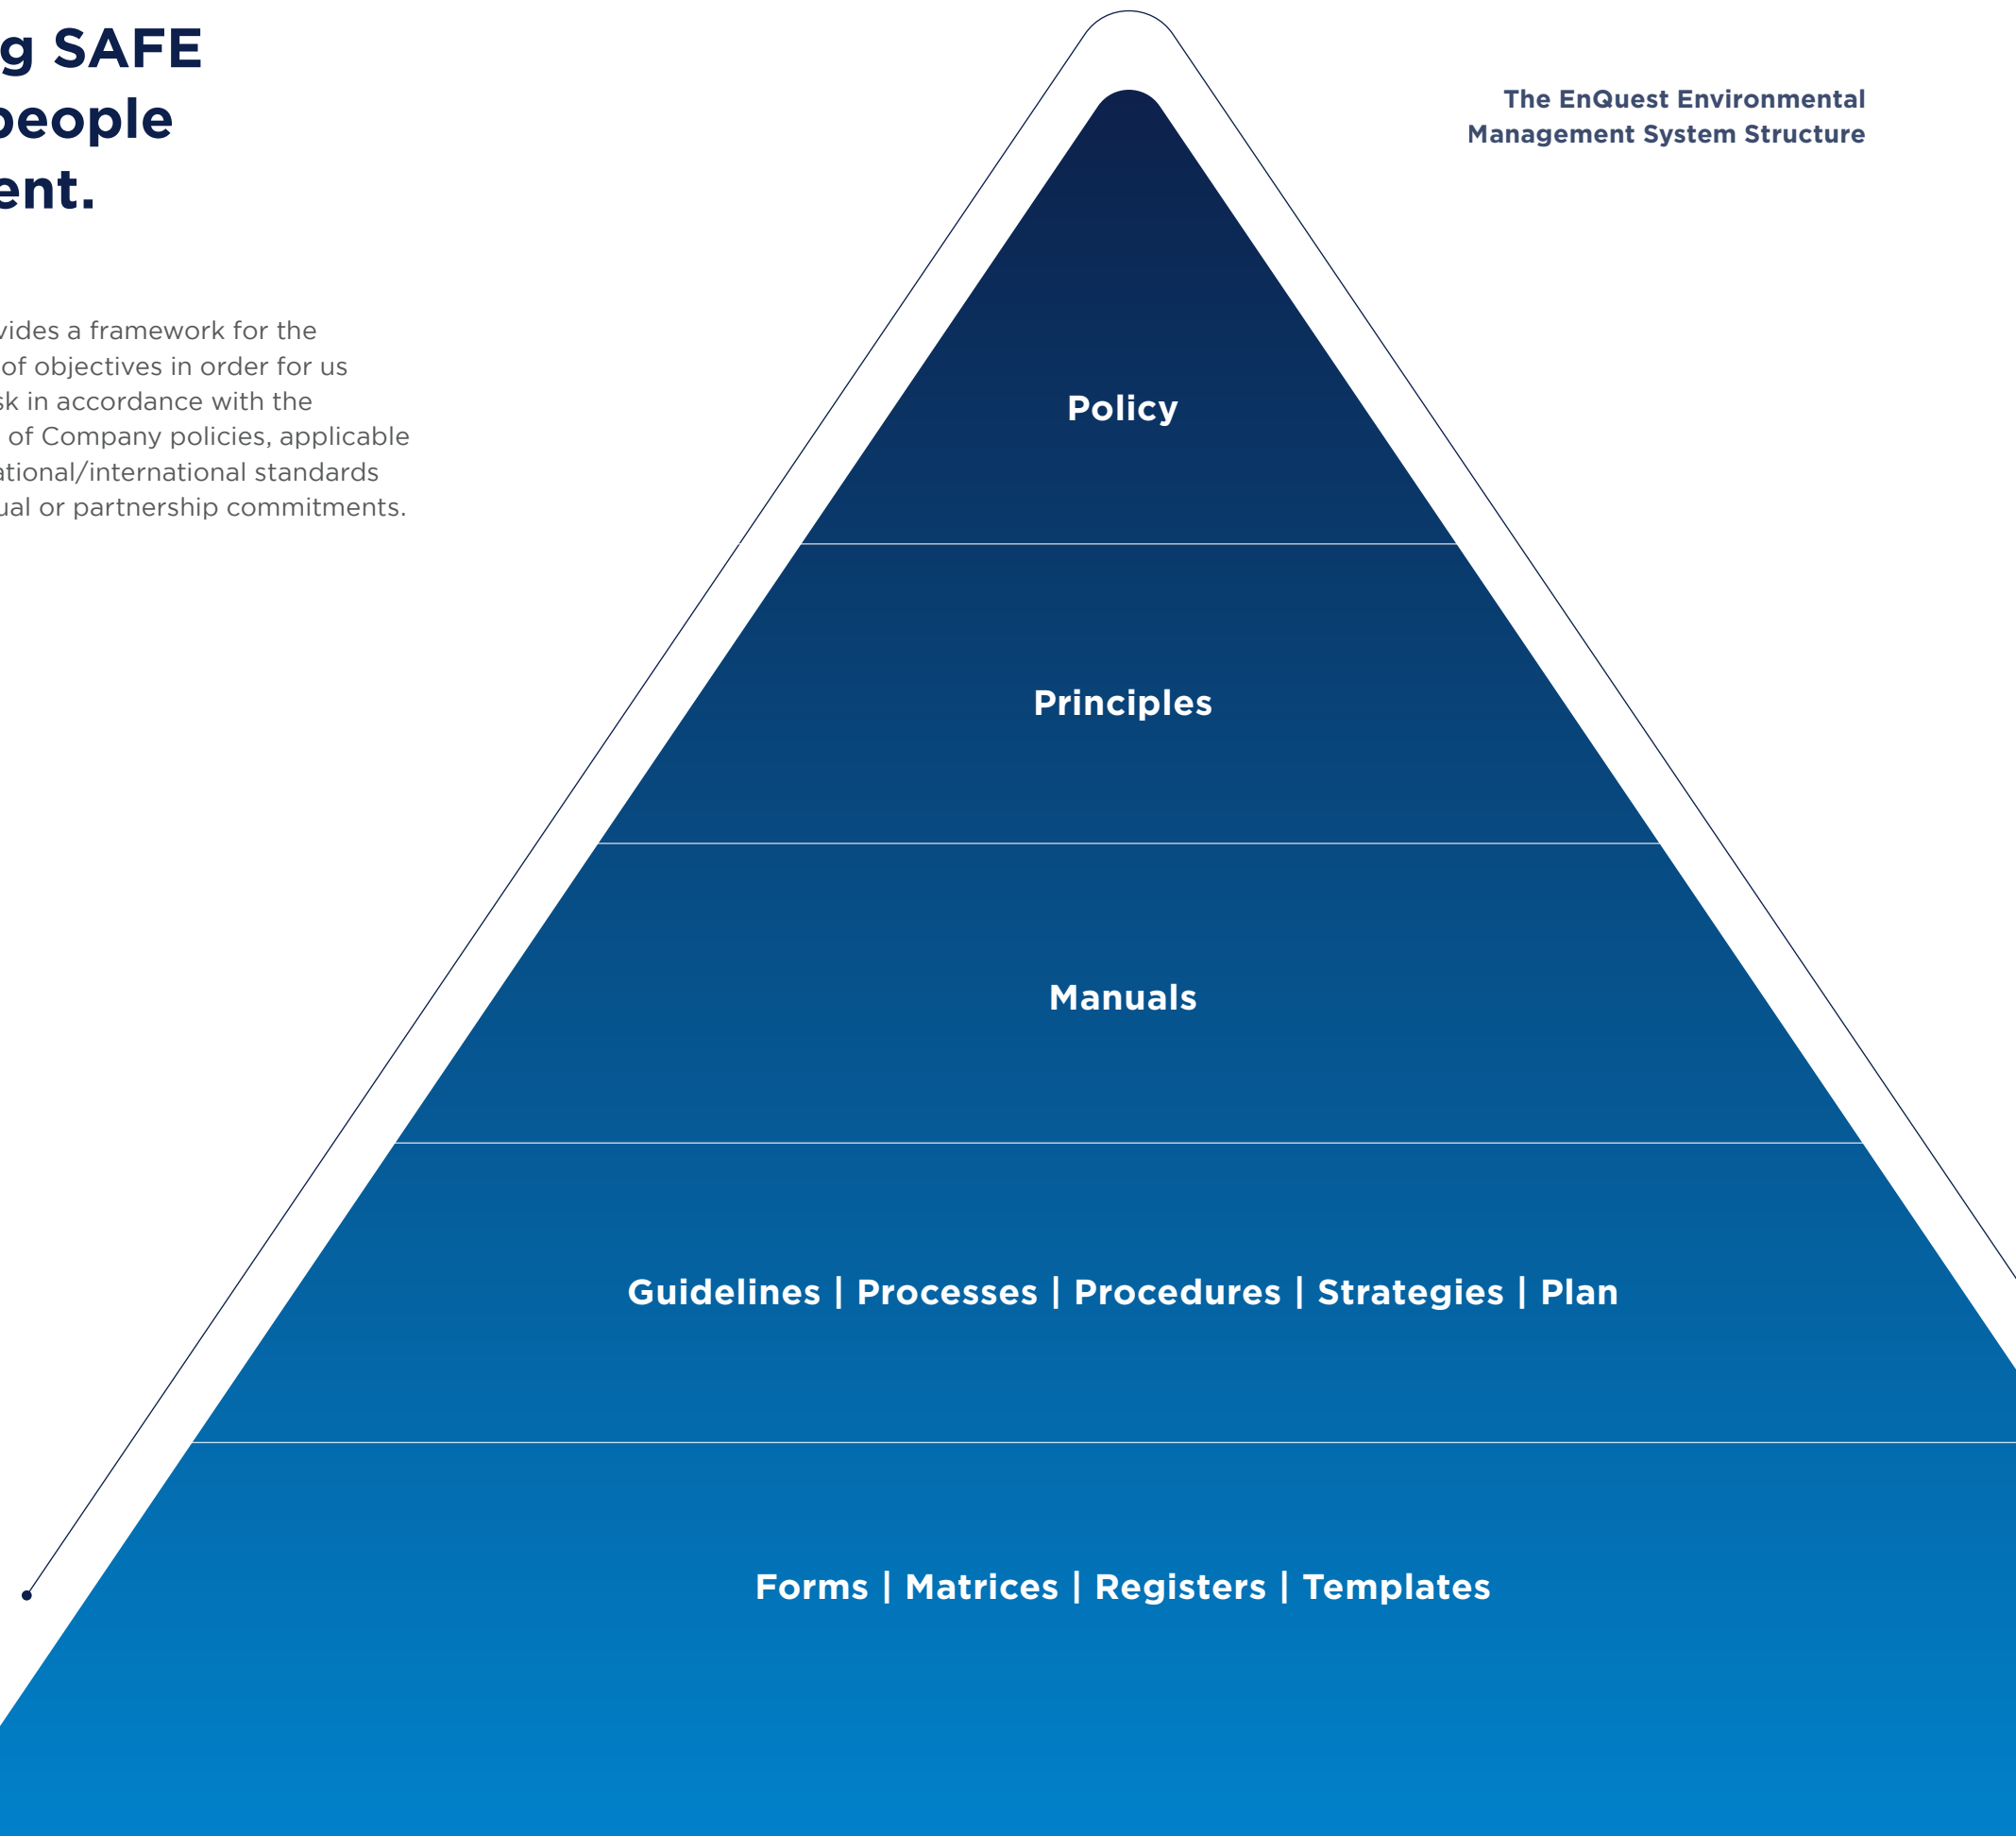 g SAFE
people
ent.
vides a framework for the
of objectives in order for us
sk in accordance with the
of Company policies, applicable
ational/international standards
ual or partnership commitments.
The EnQuest Environmental
Management System Structure
Policy
Principles
Manuals
Guidelines | Processes | Procedures | Strategies | Plan
Forms | Matrices | Registers | Templates